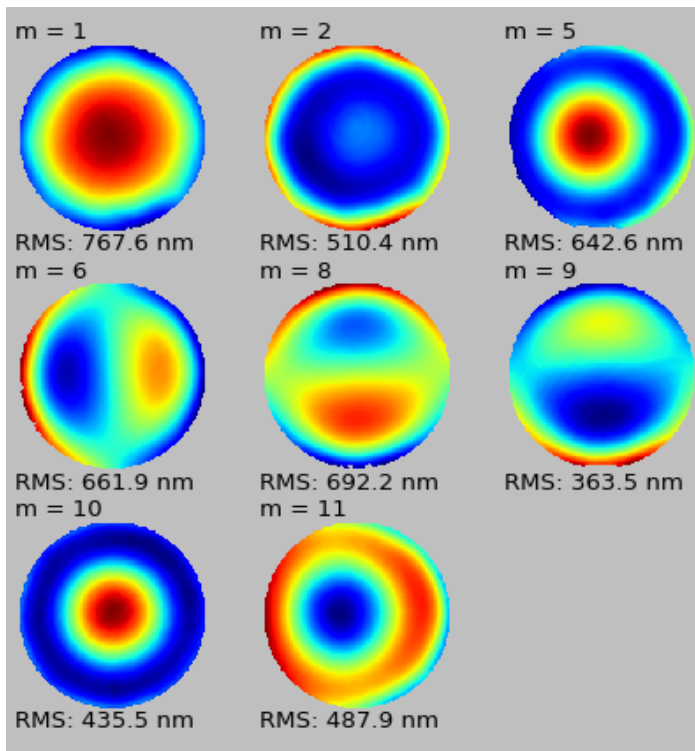 m = 1
m = 2
m = 5
RMS: 767.6 nm
RMS: 510.4 nm
RMS: 642.6 nm
m = 6
m = 8
m = 9
RMS: 661.9 nm
RMS: 692.2 nm
RMS: 363.5 nm
m = 10
m = 11
RMS: 435.5 nm
RMS: 487.9 nm